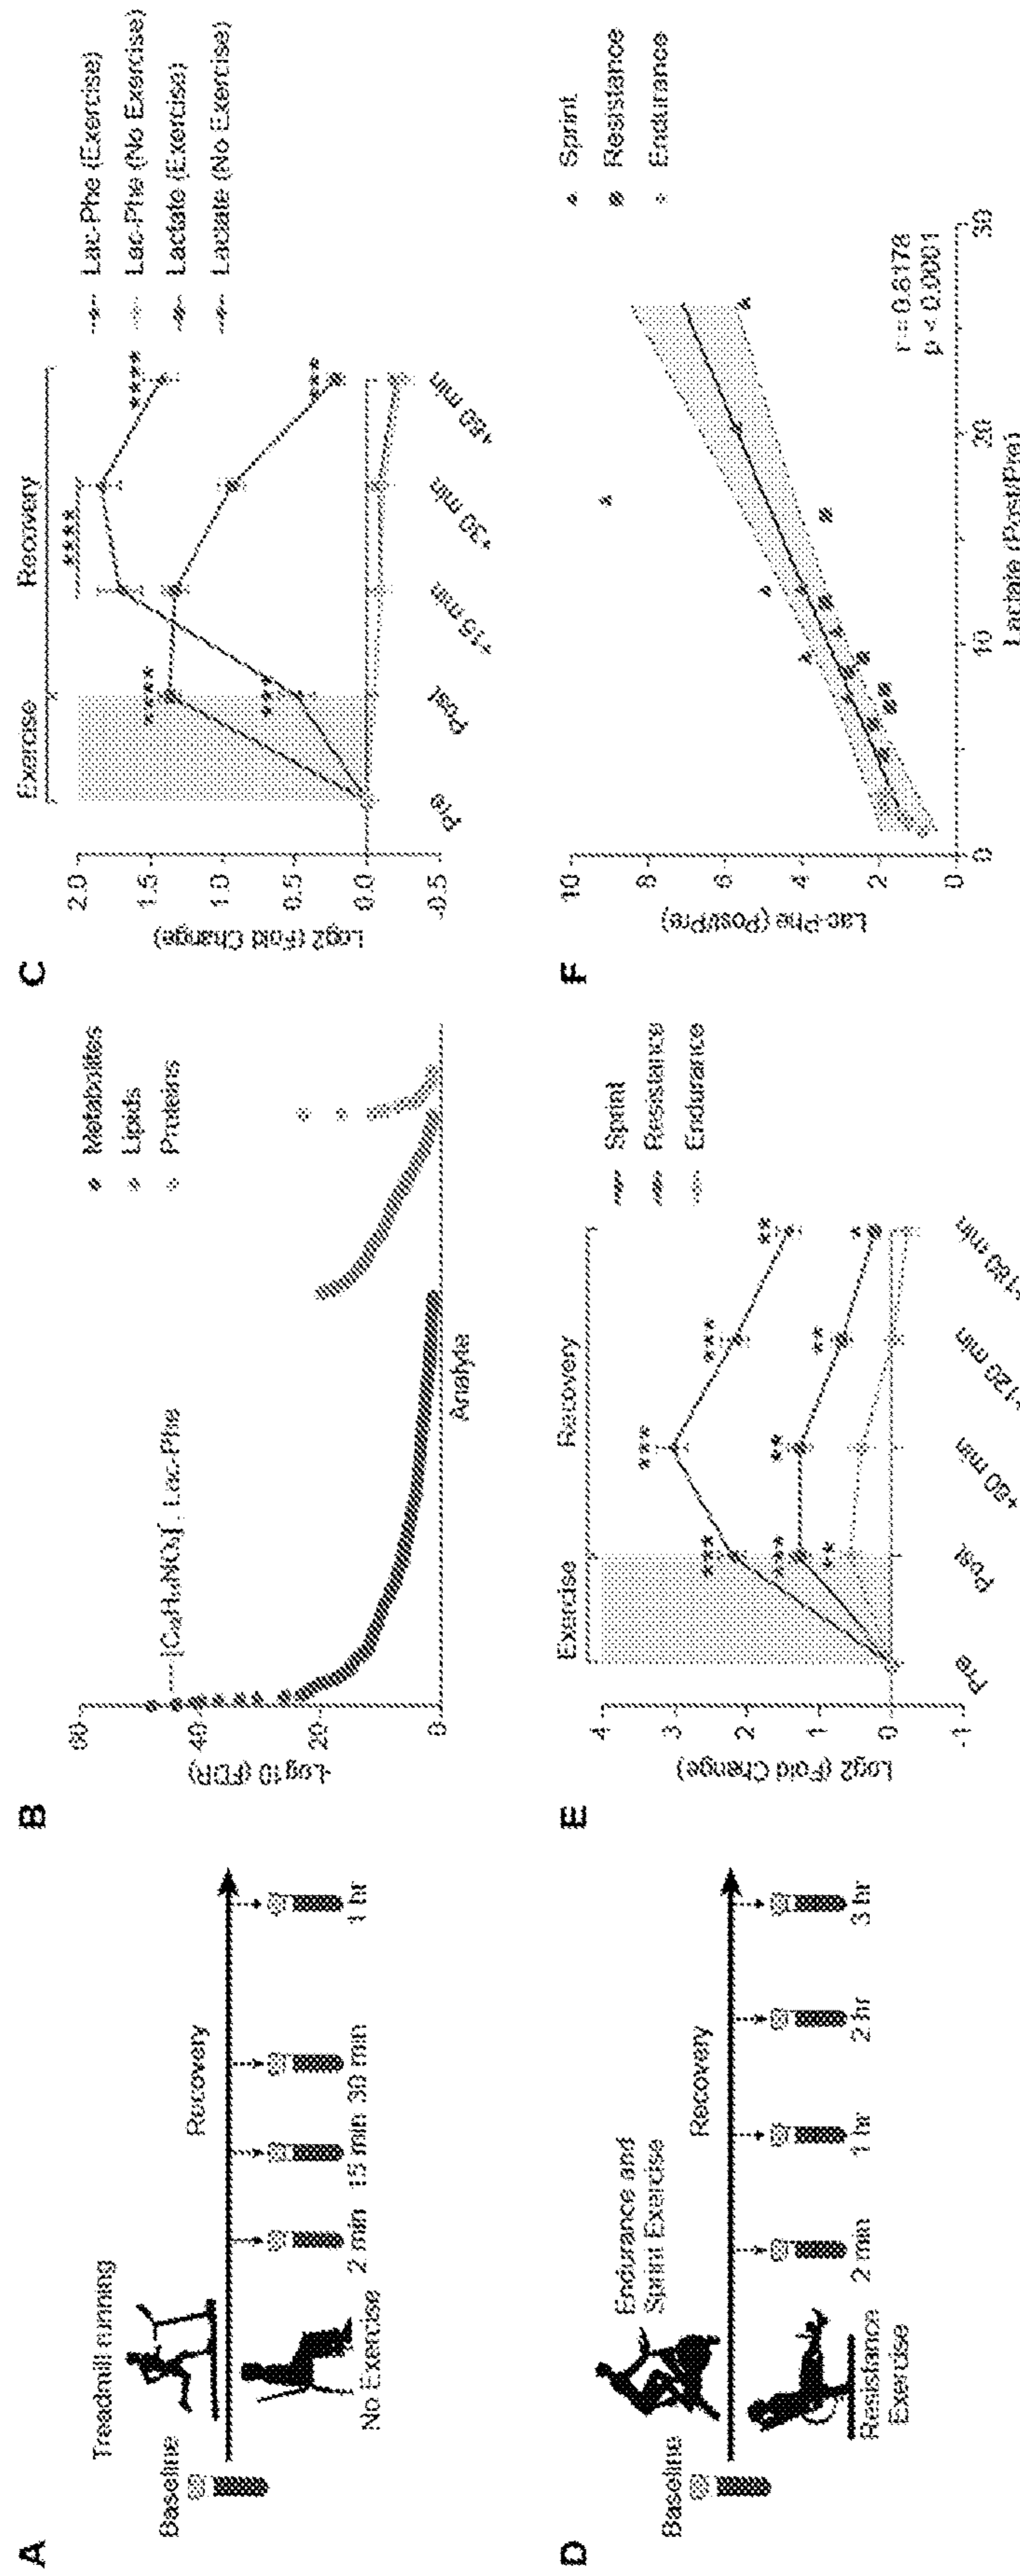 A
Treadmill running
Baseline
Recovery
2 min
15 min
30 min
1 hr
No Exercise
B
-Log10 (FDR)
60
40
20
0
Lac-Phe
Metabolites
Lipids
Proteins
Analyte
C
Exercise
Recovery
Log2 (Fold Change)
2.0
1.5
1.0
0.5
0.0
-0.5
****
***
****
****
***
Pre
Post
+15 min
+30 min
+60 min
Lac-Phe (Exercise)
Lac-Phe (No Exercise)
Lactate (Exercise)
Lactate (No Exercise)
D
Endurance and
Sprint Exercise
Baseline
Recovery
2 min
1 hr
2 hr
3 hr
Resistance
Exercise
E
Exercise
Recovery
Log2 (Fold Change)
4
3
2
1
0
-1
***
***
**
***
**
***
**
**
*
Pre
Post
+60 min
+120 min
+180 min
Sprint
Resistance
Endurance
F
Lac-Phe (Post/Pre)
10
8
6
4
2
0
0
10
20
30
Lactate (Post/Pre)
r = 0.8178
p < 0.0001
Sprint
Resistance
Endurance